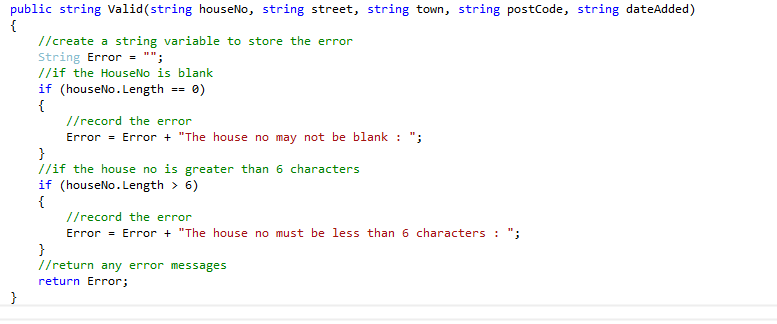 public string Valid(string houseNo, string street, string town, string postCode, string dateAdded)
{
    //create a string variable to store the error
    String Error = "";
    //if the HouseNo is blank
    if (houseNo.Length == 0)
    {
        //record the error
        Error = Error + "The house no may not be blank : ";
    }
    //if the house no is greater than 6 characters
    if (houseNo.Length > 6)
    {
        //record the error
        Error = Error + "The house no must be less than 6 characters : ";
    }
    //return any error messages
    return Error;
}